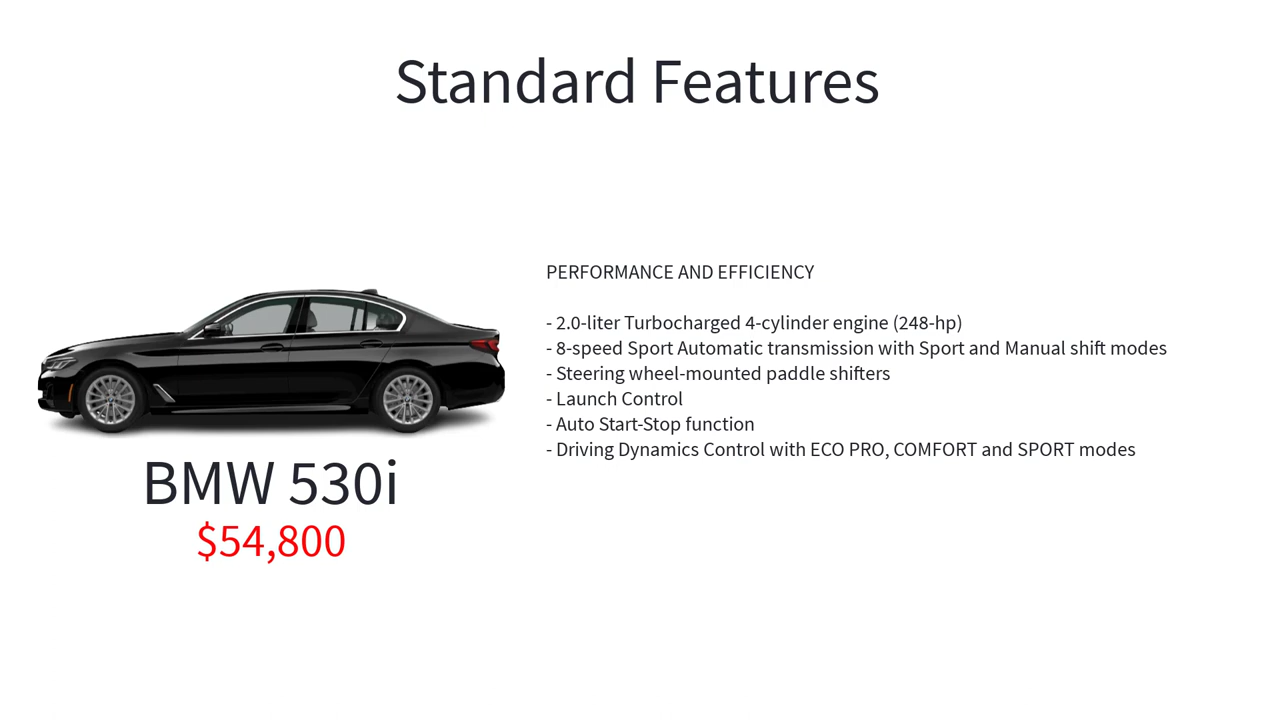 Standard Features
PERFORMANCE AND EFFICIENCY
- 2.0-liter Turbocharged 4-cylinder engine (248-hp)
- 8-speed Sport Automatic transmission with Sport and Manual shift modes
- Steering wheel-mounted paddle shifters
- Launch Control
- Auto Start-Stop function
- Driving Dynamics Control with ECO PRO, COMFORT and SPORT modes
BMW 530i
$54,800